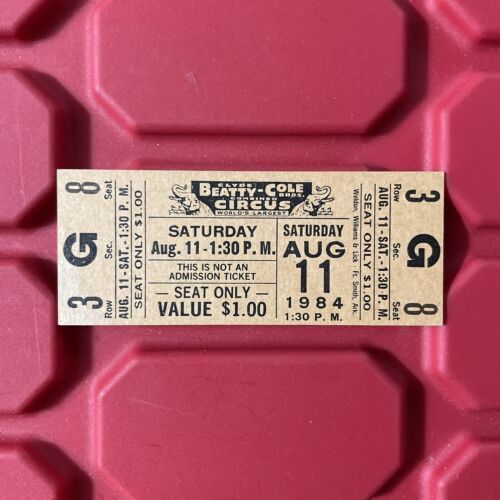 Seat 8
Sec. G
Row 3
AUG. 11-SAT.-1:30 P. M.
SEAT ONLY $1.00
CLYDE BEATTY-COLE BROS.
CIRCUS
WORLD'S LARGEST
SATURDAY
AUG. 11-1:30 P. M.
THIS IS NOT AN
ADMISSION TICKET
SEAT ONLY
VALUE $1.00
SATURDAY
AUG
11
1984
1:30 P. M.
Weldon, Williams & Lick - Ft. Smith, Ark.
SEAT ONLY $1.00
AUG. 11-SAT.-1:30 P. M.
Row 3
Sec. G
Seat 8